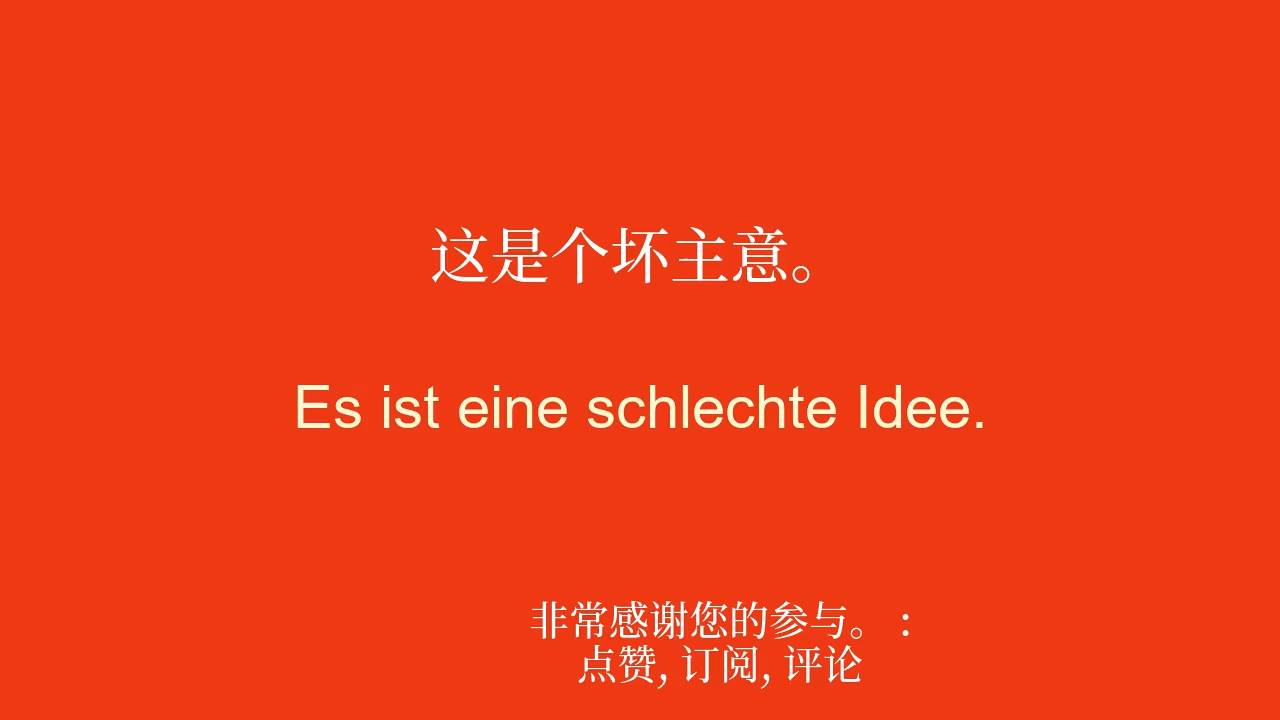 这是个坏主意。
Es ist eine schlechte Idee.
非常感谢您的参与。 :
点赞, 订阅, 评论